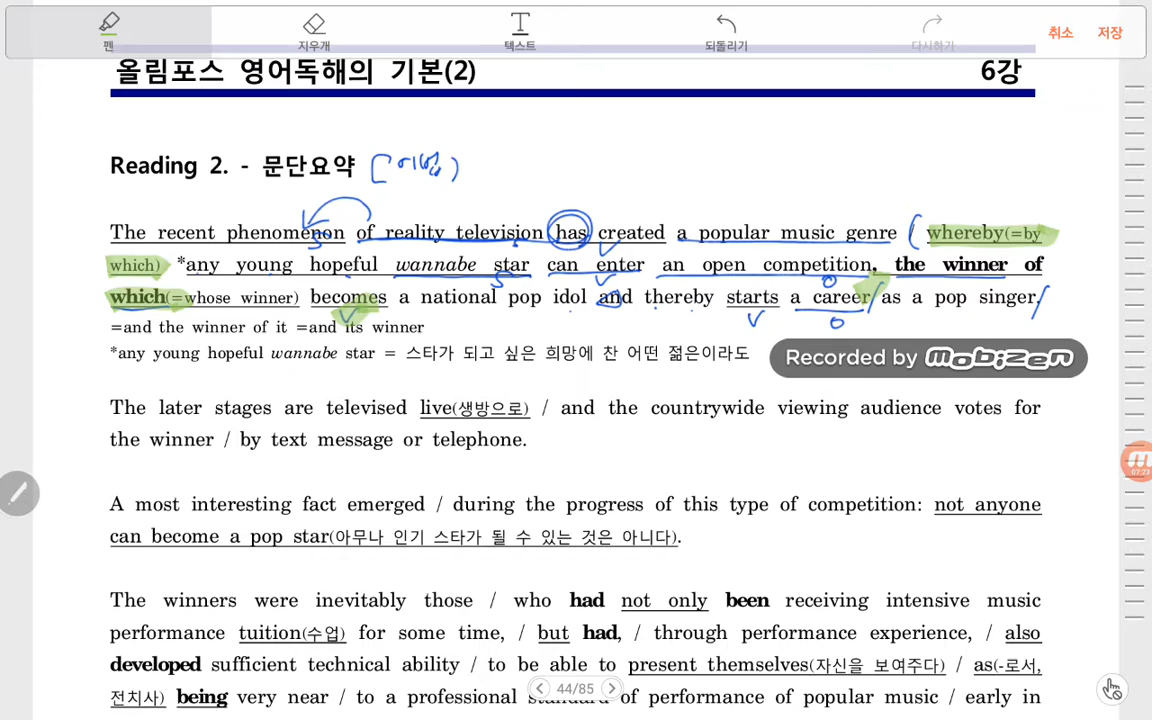 펜 지우개 텍스트 되돌리기 다시하기 취소 저장
올림포스 영어독해의 기본(2) 6강
Reading 2. - 문단요약
The recent phenomenon of reality television has created a popular music genre whereby(=by
which) *any young hopeful wannabe star can enter an open competition, the winner of
which(=whose winner) becomes a national pop idol and thereby starts a career/as a pop singer.
=and the winner of it =and its winner
*any young hopeful wannabe star = 스타가 되고 싶은 희망에 찬 어떤 젊은이라도
Recorded by mobizen
The later stages are televised live(생방으로) / and the countrywide viewing audience votes for
the winner / by text message or telephone.
07:23
A most interesting fact emerged / during the progress of this type of competition: not anyone
can become a pop star(아무나 인기 스타가 될 수 있는 것은 아니다).
The winners were inevitably those / who had not only been receiving intensive music
performance tuition(수업) for some time, / but had, / through performance experience, / also
developed sufficient technical ability / to be able to present themselves(자신을 보여주다) / as(-로서,
전치사) being very near / to a professional standard of performance of popular music / early in
44/85